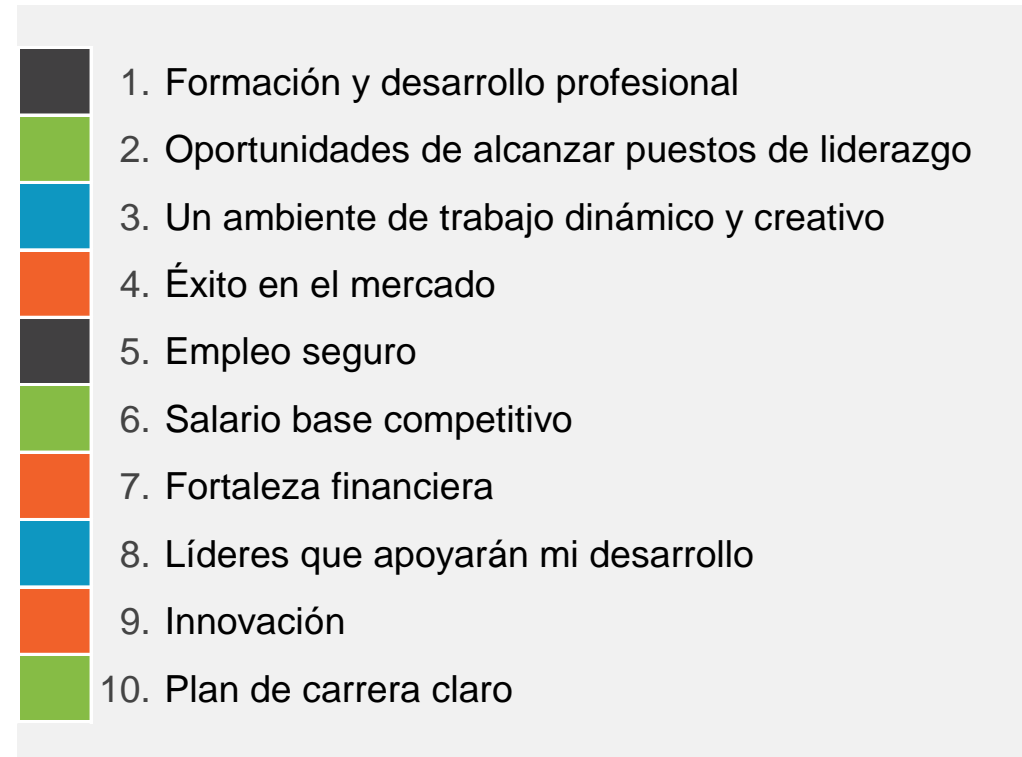 1. Formación y desarrollo profesional
2. Oportunidades de alcanzar puestos de liderazgo
3. Un ambiente de trabajo dinámico y creativo
4. Éxito en el mercado
5. Empleo seguro
6. Salario base competitivo
7. Fortaleza financiera
8. Líderes que apoyarán mi desarrollo
9. Innovación
10. Plan de carrera claro